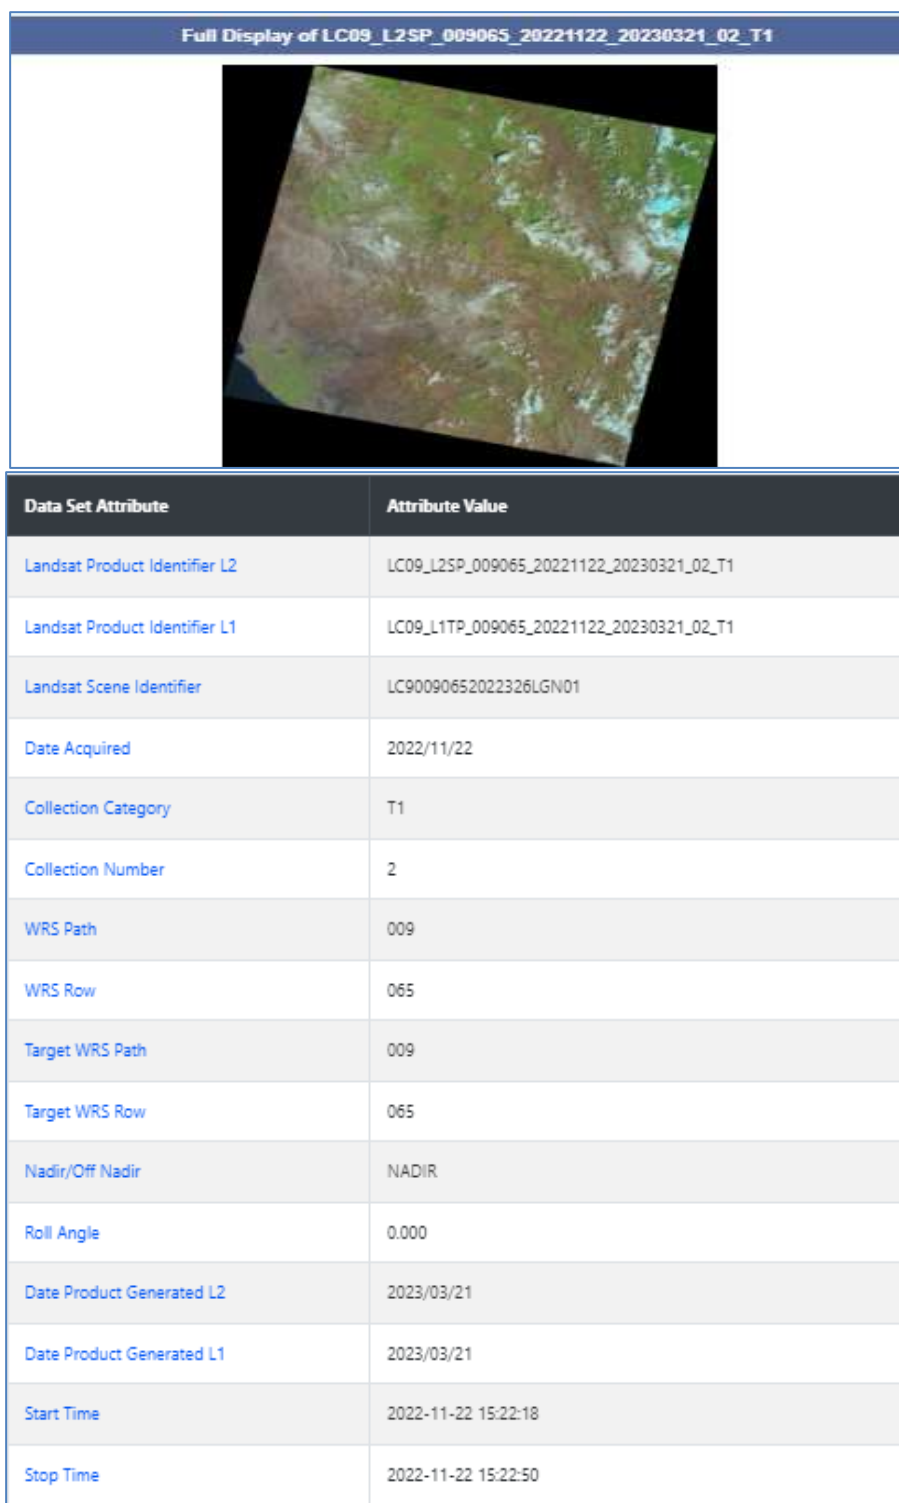 Full Display of LC09_L2SP_009065_20221122_20230321_02_T1
Data Set Attribute Attribute Value
Landsat Product Identifier L2 LC09_L2SP_009065_20221122_20230321_02_T1
Landsat Product Identifier L1 LC09_L1TP_009065_20221122_20230321_02_T1
Landsat Scene Identifier LC90090652022326LGN01
Date Acquired 2022/11/22
Collection Category T1
Collection Number 2
WRS Path 009
WRS Row 065
Target WRS Path 009
Target WRS Row 065
Nadir/Off Nadir NADIR
Roll Angle 0.000
Date Product Generated L2 2023/03/21
Date Product Generated L1 2023/03/21
Start Time 2022-11-22 15:22:18
Stop Time 2022-11-22 15:22:50